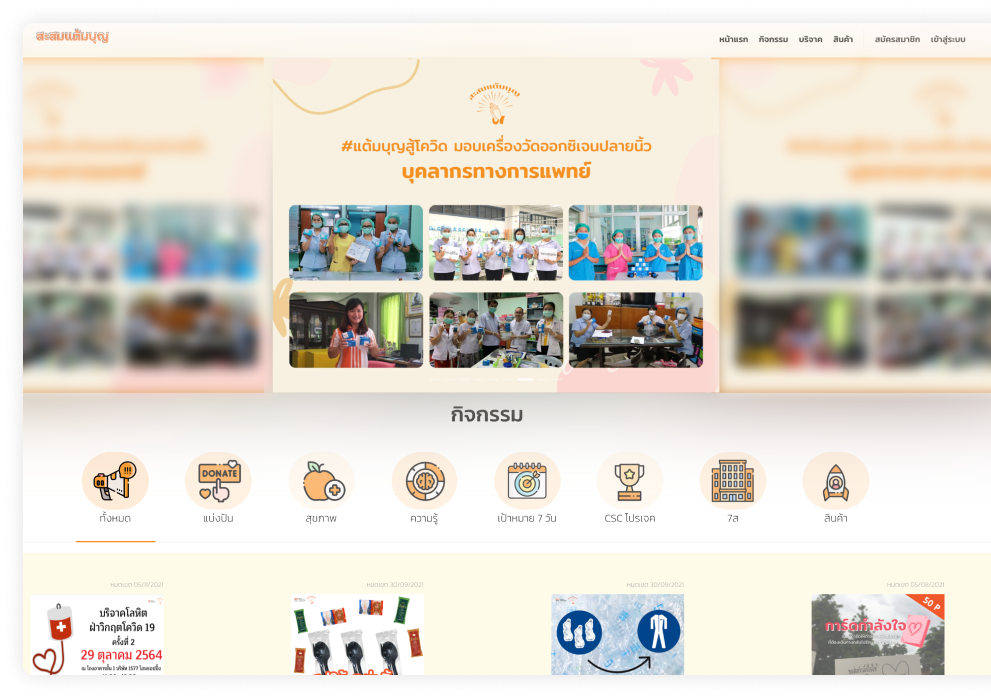 สะสมแต้มบุญ
หน้าแรก กิจกรรม บริจาค สินค้า สมัครสมาชิก เข้าสู่ระบบ
สะสมแต้มบุญ
#แต้มบุญสู้โควิด มอบเครื่องวัดออกซิเจนปลายนิ้ว
บุคลากรทางการแพทย์
กิจกรรม
DONATE
ทั้งหมด แบ่งปัน สุขภาพ ความรู้ เป้าหมาย 7 วัน CSC โปรเจค 7ส สินค้า
หมดเขต 05/11/2021 หมดเขต 30/09/2021 หมดเขต 30/09/2021 หมดเขต 05/08/2021
บริจาคโลหิต
ฝ่าวิกฤตโควิด 19
ครั้งที่ 2
29 ตุลาคม 2564
50 P
การ์ดกำลังใจ